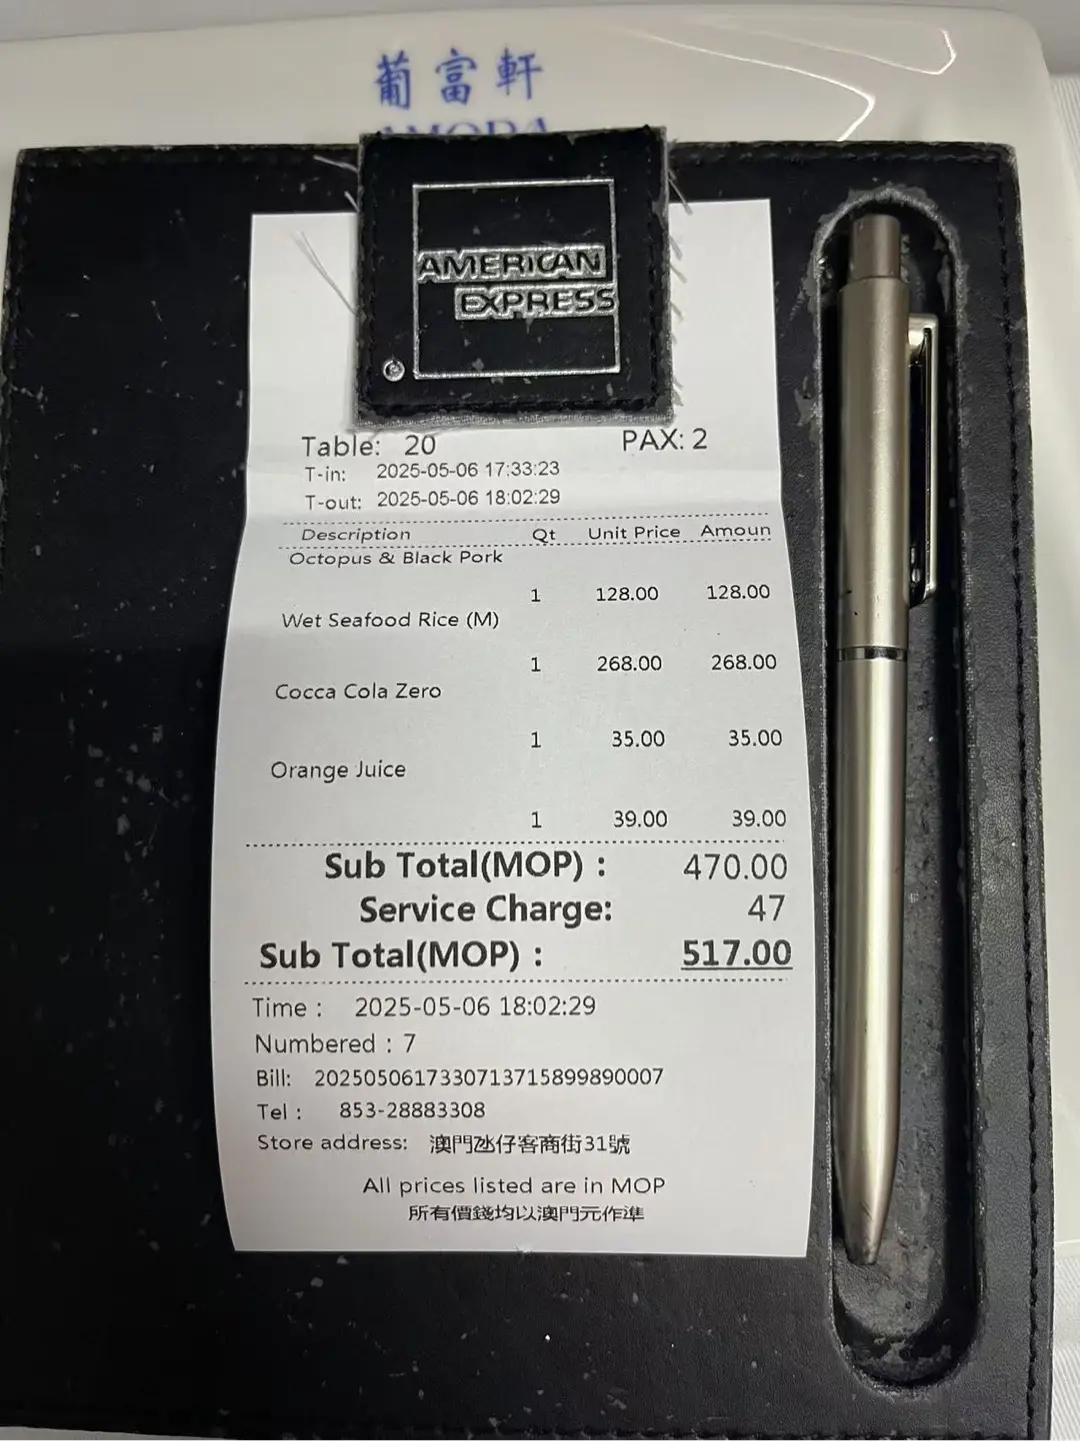 葡富軒
AMORA
AMERICAN
EXPRESS
®
Table: 20 PAX: 2
T-in: 2025-05-06 17:33:23
T-out: 2025-05-06 18:02:29
Description Qt Unit Price Amoun
Octopus & Black Pork
1 128.00 128.00
Wet Seafood Rice (M)
1 268.00 268.00
Cocca Cola Zero
1 35.00 35.00
Orange Juice
1 39.00 39.00
Sub Total(MOP) : 470.00
Service Charge: 47
Sub Total(MOP) : 517.00
Time : 2025-05-06 18:02:29
Numbered : 7
Bill: 2025050617330713715899890007
Tel : 853-28883308
Store address: 澳門氹仔客商街31號
All prices listed are in MOP
所有價錢均以澳門元作準